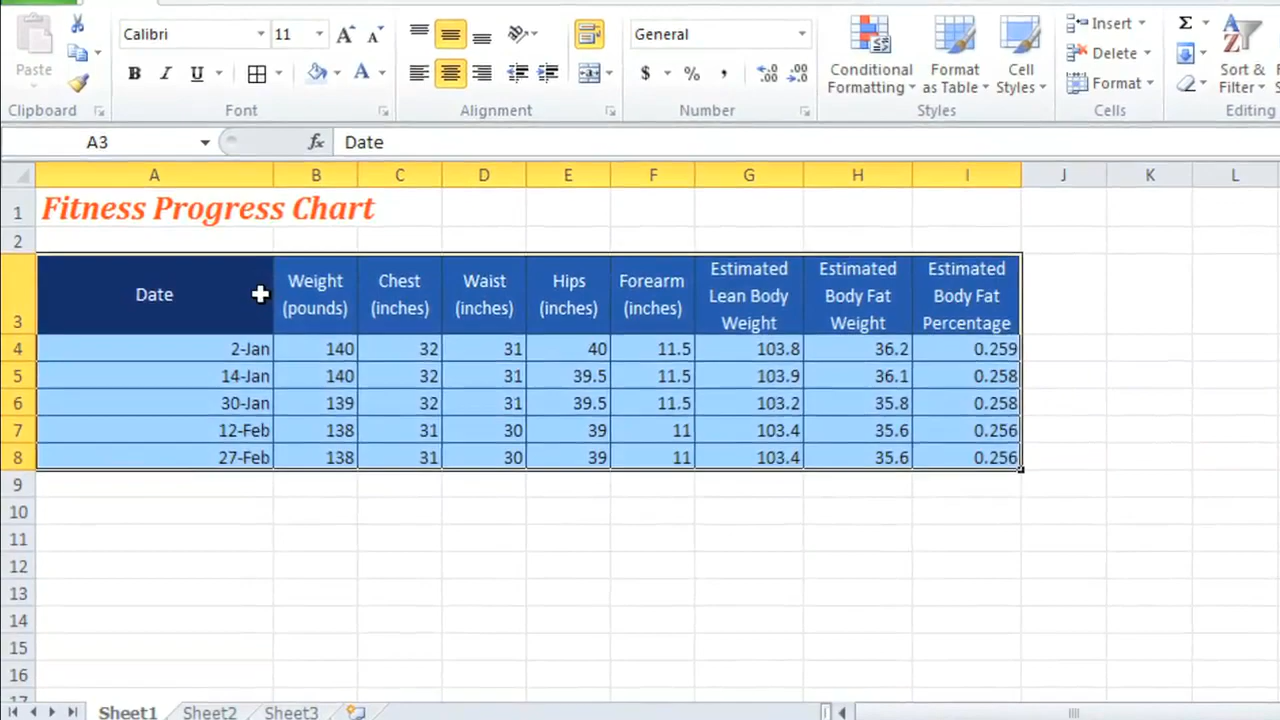 Calibri 11 General Insert Σ
Delete
Paste B I U A $ % , Conditional Format Cell Sort &
Formatting as Table Styles Format Filter
Clipboard Font Alignment Number Styles Cells Editing
A3 fx Date
A B C D E F G H I J K L
1 Fitness Progress Chart
2
3 Date Weight (pounds) Chest (inches) Waist (inches) Hips (inches) Forearm (inches) Estimated Lean Body Weight Estimated Body Fat Weight Estimated Body Fat Percentage
4 2-Jan 140 32 31 40 11.5 103.8 36.2 0.259
5 14-Jan 140 32 31 39.5 11.5 103.9 36.1 0.258
6 30-Jan 139 32 31 39.5 11.5 103.2 35.8 0.258
7 12-Feb 138 31 30 39 11 103.4 35.6 0.256
8 27-Feb 138 31 30 39 11 103.4 35.6 0.256
9
10
11
12
13
14
15
16
17
Sheet1 Sheet2 Sheet3